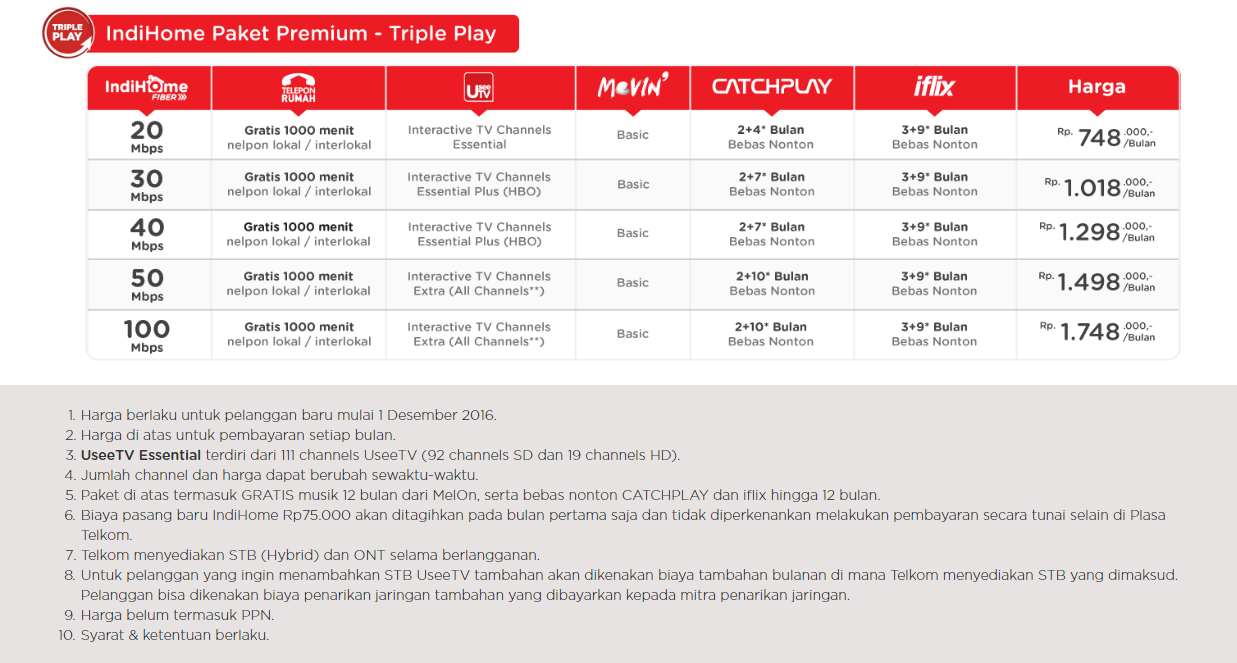 TRIPLE PLAY
IndiHome Paket Premium - Triple Play
IndiHome FIBER
TELEPON RUMAH
UseeTV
MOVIN'
CATCHPLAY
iflix
Harga
20 Mbps
Gratis 1000 menit
nelpon lokal / interlokal
Interactive TV Channels
Essential
Basic
2+4* Bulan
Bebas Nonton
3+9* Bulan
Bebas Nonton
Rp. 748 .000,- /Bulan
30 Mbps
Gratis 1000 menit
nelpon lokal / interlokal
Interactive TV Channels
Essential Plus (HBO)
Basic
2+7* Bulan
Bebas Nonton
3+9* Bulan
Bebas Nonton
Rp. 1.018 .000,- /Bulan
40 Mbps
Gratis 1000 menit
nelpon lokal / interlokal
Interactive TV Channels
Essential Plus (HBO)
Basic
2+7* Bulan
Bebas Nonton
3+9* Bulan
Bebas Nonton
Rp. 1.298 .000,- /Bulan
50 Mbps
Gratis 1000 menit
nelpon lokal / interlokal
Interactive TV Channels
Extra (All Channels**)
Basic
2+10* Bulan
Bebas Nonton
3+9* Bulan
Bebas Nonton
Rp. 1.498 .000,- /Bulan
100 Mbps
Gratis 1000 menit
nelpon lokal / interlokal
Interactive TV Channels
Extra (All Channels**)
Basic
2+10* Bulan
Bebas Nonton
3+9* Bulan
Bebas Nonton
Rp. 1.748 .000,- /Bulan
1. Harga berlaku untuk pelanggan baru mulai 1 Desember 2016.
2. Harga di atas untuk pembayaran setiap bulan.
3. UseeTV Essential terdiri dari 111 channels UseeTV (92 channels SD dan 19 channels HD).
4. Jumlah channel dan harga dapat berubah sewaktu-waktu.
5. Paket di atas termasuk GRATIS musik 12 bulan dari MelOn, serta bebas nonton CATCHPLAY dan iflix hingga 12 bulan.
6. Biaya pasang baru IndiHome Rp75.000 akan ditagihkan pada bulan pertama saja dan tidak diperkenankan melakukan pembayaran secara tunai selain di Plasa
Telkom.
7. Telkom menyediakan STB (Hybrid) dan ONT selama berlangganan.
8. Untuk pelanggan yang ingin menambahkan STB UseeTV tambahan akan dikenakan biaya tambahan bulanan di mana Telkom menyediakan STB yang dimaksud.
Pelanggan bisa dikenakan biaya penarikan jaringan tambahan yang dibayarkan kepada mitra penarikan jaringan.
9. Harga belum termasuk PPN.
10. Syarat & ketentuan berlaku.